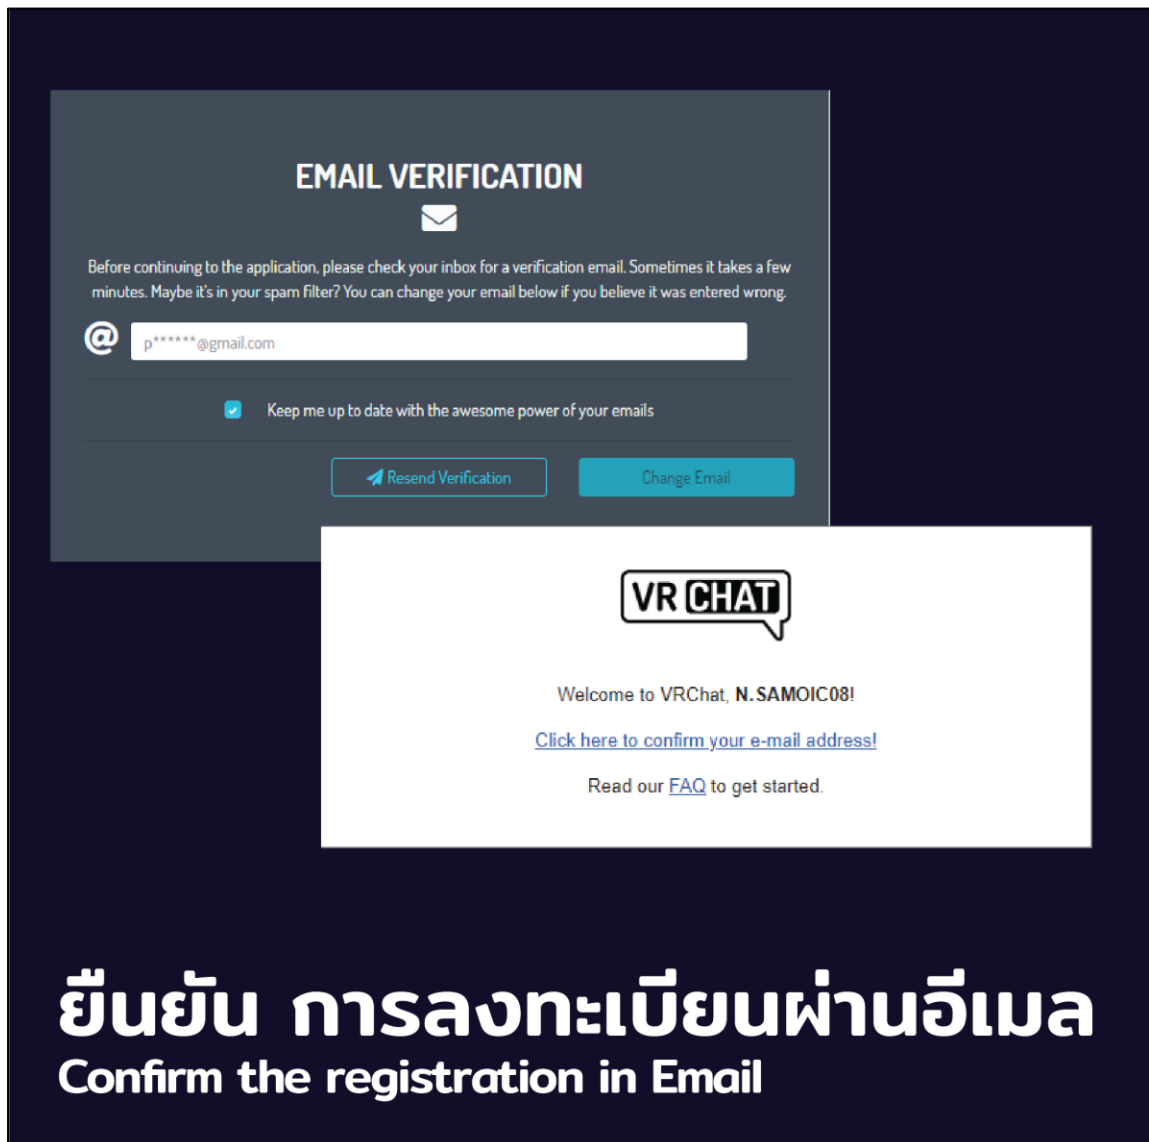 EMAIL VERIFICATION
Before continuing to the application, please check your inbox for a verification email. Sometimes it takes a few
minutes. Maybe it's in your spam filter? You can change your email below if you believe it was entered wrong.
@ p******@gmail.com
Keep me up to date with the awesome power of your emails
Resend Verification Change Email
VR CHAT
Welcome to VRChat, N.SAMOIC08!
Click here to confirm your e-mail address!
Read our FAQ to get started.
ยืนยัน การลงทะเบียนผ่านอีเมล
Confirm the registration in Email